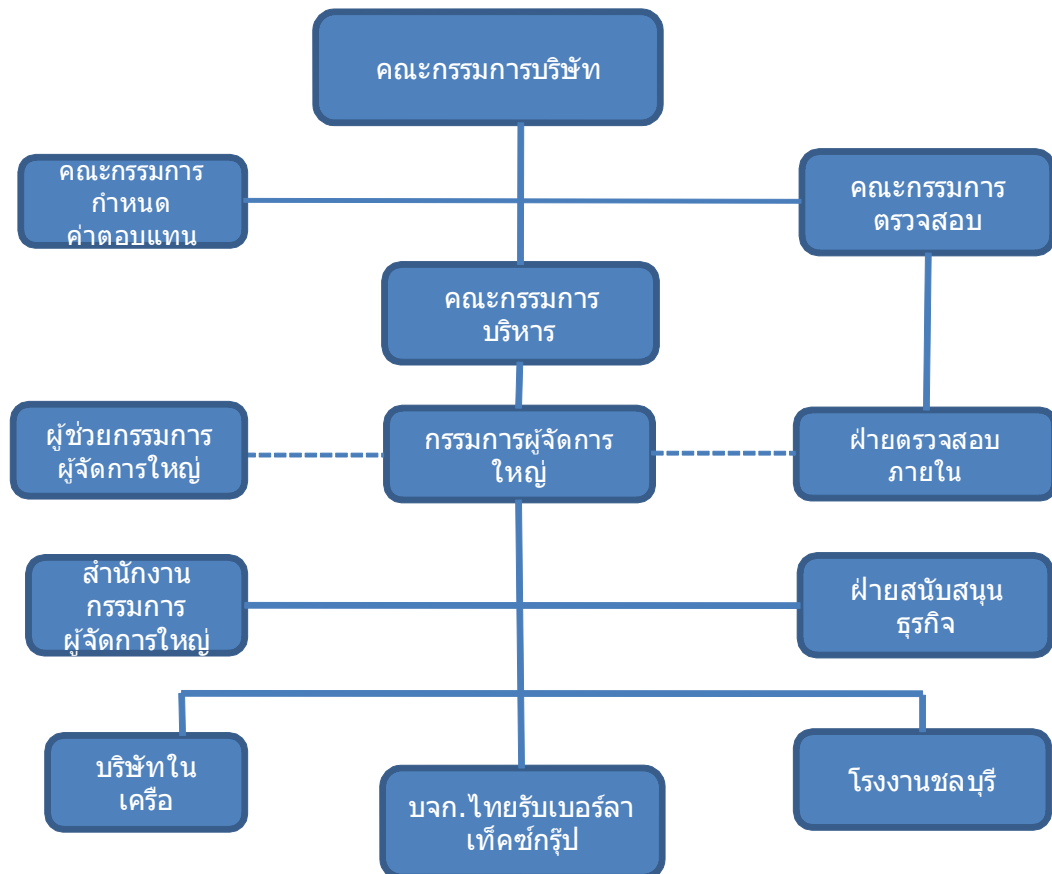 คณะกรรมการบริษัท
คณะกรรมการ
กำหนด
ค่าตอบแทน
คณะกรรมการ
ตรวจสอบ
คณะกรรมการ
บริหาร
ผู้ช่วยกรรมการ
ผู้จัดการใหญ่
กรรมการผู้จัดการ
ใหญ่
ฝ่ายตรวจสอบ
ภายใน
สำนักงาน
กรรมการ
ผู้จัดการใหญ่
ฝ่ายสนับสนุน
ธุรกิจ
บริษัทใน
เครือ
บจก.ไทยรับเบอร์ลา
เท็คซ์กรุ๊ป
โรงงานชลบุรี